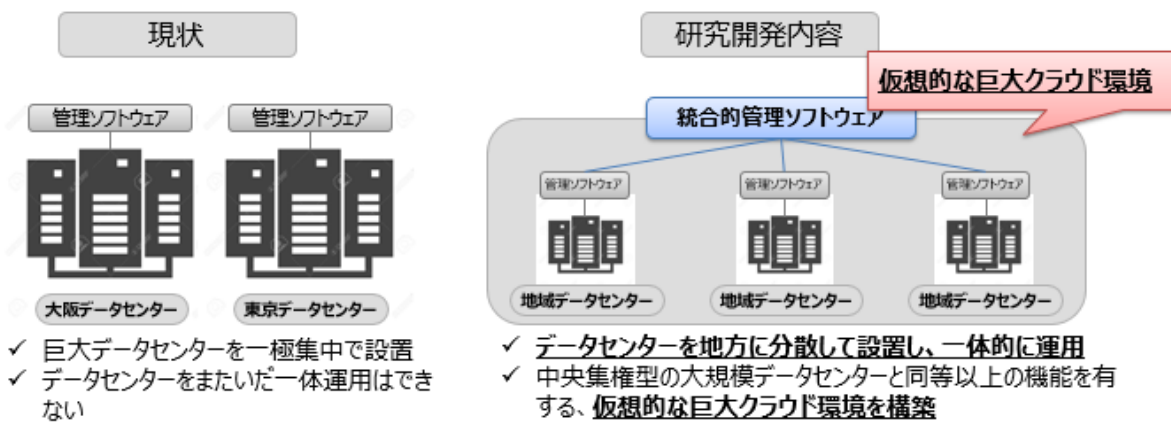 現状
管理ソフトウェア
管理ソフトウェア
大阪データセンター
東京データセンター
✓ 巨大データセンターを一極集中で設置
✓ データセンターをまたいだ一体運用はでき
ない
研究開発内容
仮想的な巨大クラウド環境
統合的管理ソフトウェア
管理ソフトウェア
管理ソフトウェア
管理ソフトウェア
地域データセンター
地域データセンター
地域データセンター
✓ データセンターを地方に分散して設置し、一体的に運用
✓ 中央集権型の大規模データセンターと同等以上の機能を有
する、仮想的な巨大クラウド環境を構築